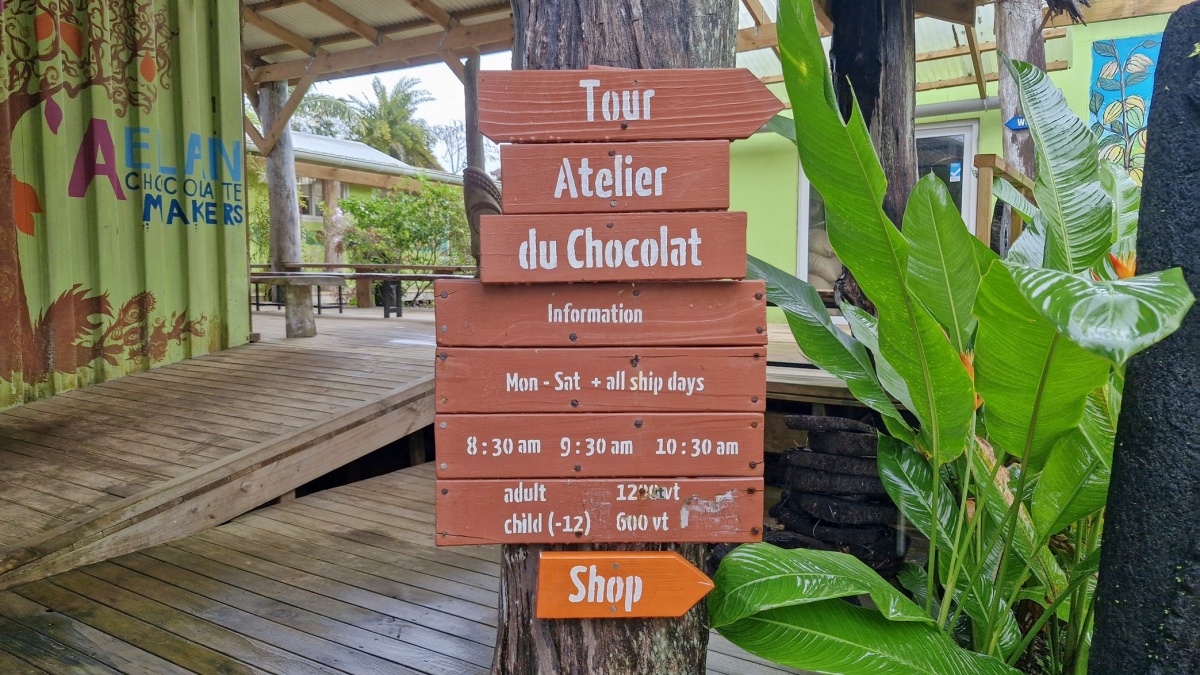 AELAN
CHOCOLATE
MAKERS
Tour
Atelier
du Chocolat
Information
Mon - Sat + all ship days
8:30 am 9:30 am 10:30 am
adult 1200 vt
child (-12) 600 vt
Shop